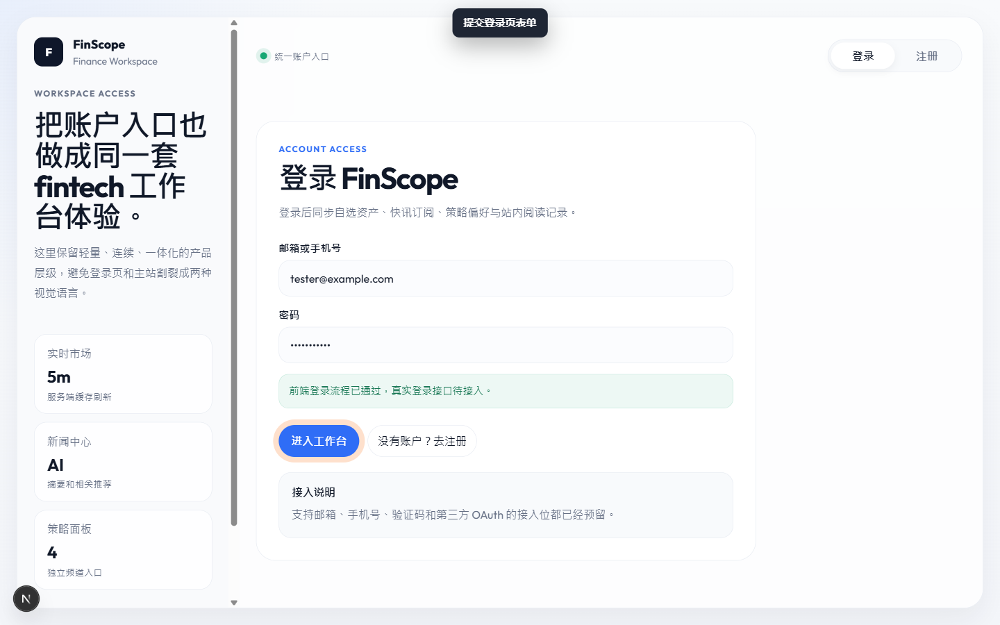 提交登录页表单
F
FinScope
Finance Workspace
WORKSPACE ACCESS
把账户入口也
做成同一套
fintech 工作
台体验。
这里保留轻量、连续、一体化的产品
层级，避免登录页和主站割裂成两种
视觉语言。
实时市场
5m
服务端缓存刷新
新闻中心
AI
摘要和相关推荐
策略面板
4
独立频道入口
N
统一账户入口
登录
注册
ACCOUNT ACCESS
登录 FinScope
登录后同步自选资产、快讯订阅、策略偏好与站内阅读记录。
邮箱或手机号
tester@example.com
密码
•••••••••••
前端登录流程已通过，真实登录接口待接入。
进入工作台
没有账户？去注册
接入说明
支持邮箱、手机号、验证码和第三方 OAuth 的接入位都已经预留。